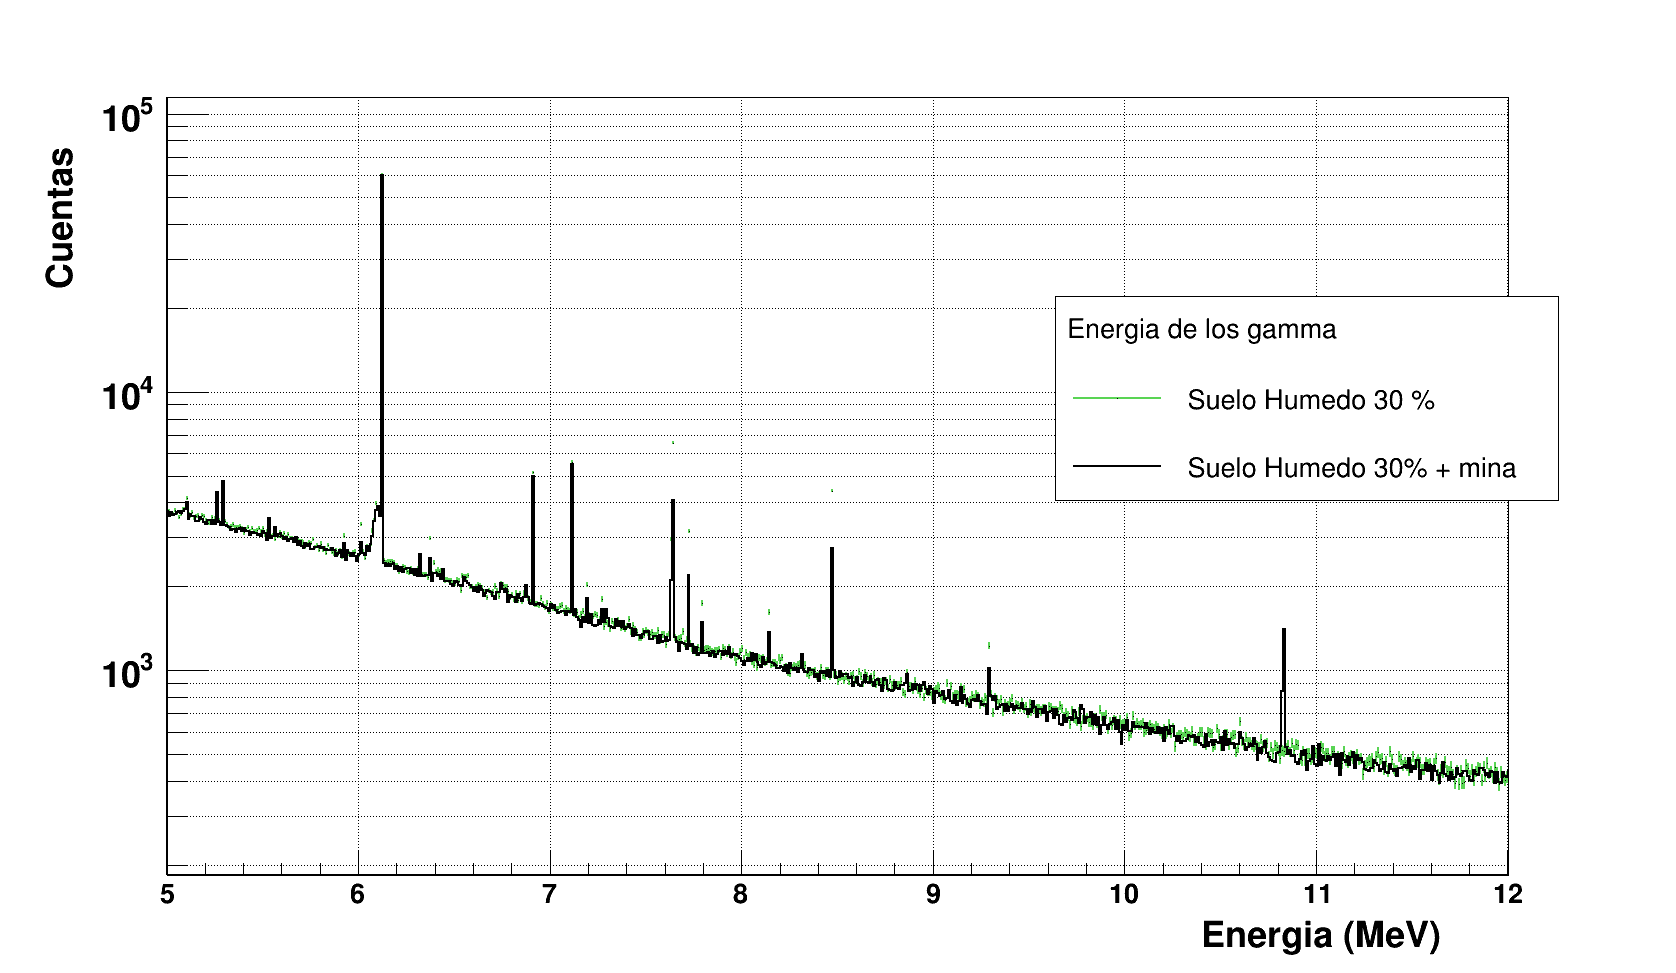 10^5
Cuentas
Energia de los gamma
10^4
Suelo Humedo 30 %
Suelo Humedo 30% + mina
10^3
5 6 7 8 9 10 11 12
Energia (MeV)